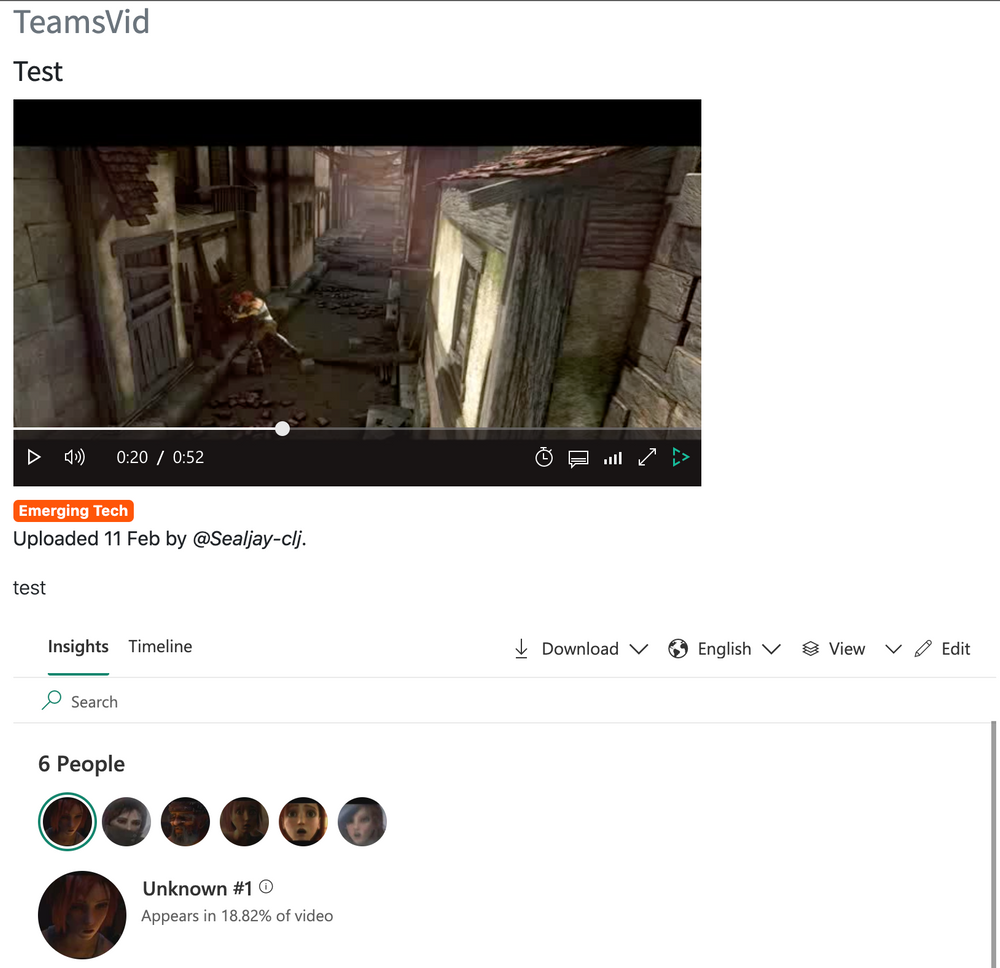 TeamsVid
Test
0:20 / 0:52
Emerging Tech
Uploaded 11 Feb by @Sealjay-clj.
test
Insights Timeline Download English View Edit
Search
6 People
Unknown #1
Appears in 18.82% of video